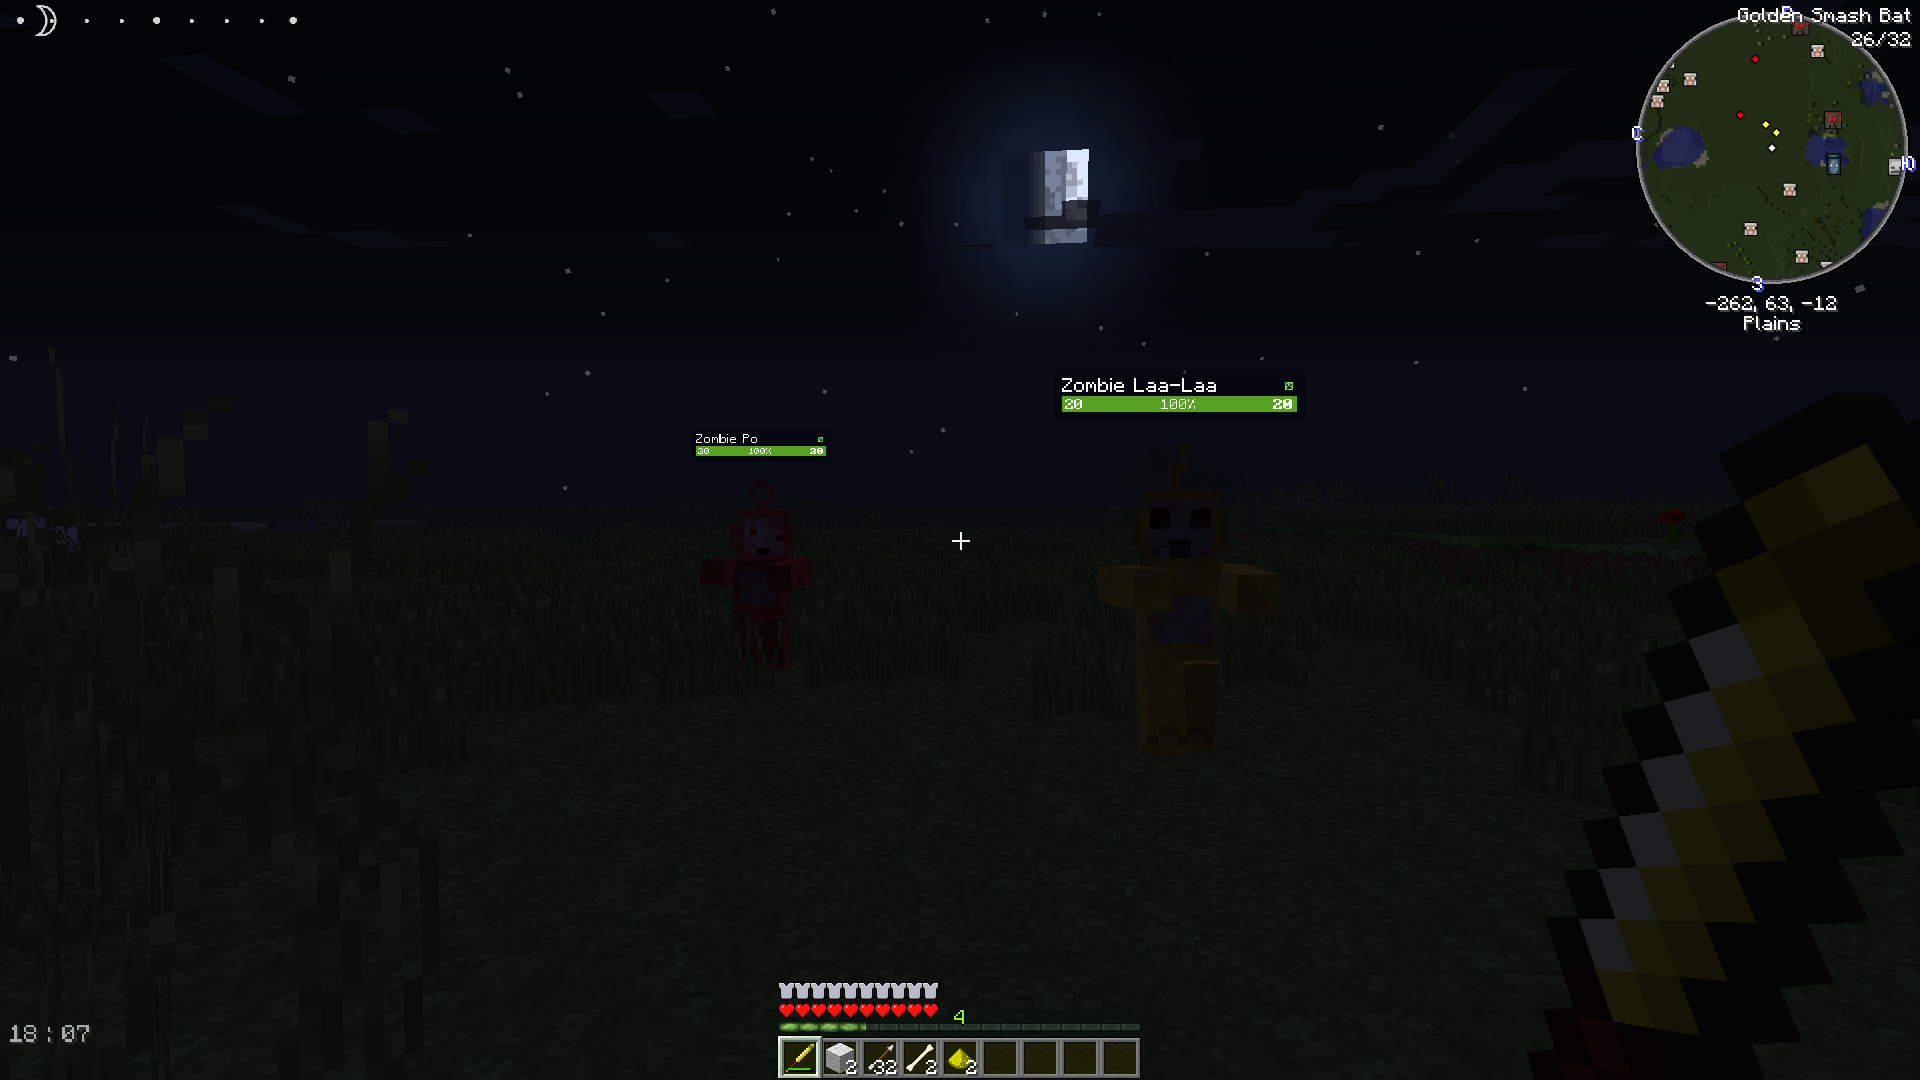 Golden Smash Bat
26/32
-262, 63, -12
Plains
Zombie Laa-Laa
20 100% 20
Zombie Po
20 100% 20
4
18:07
2 32 2 2